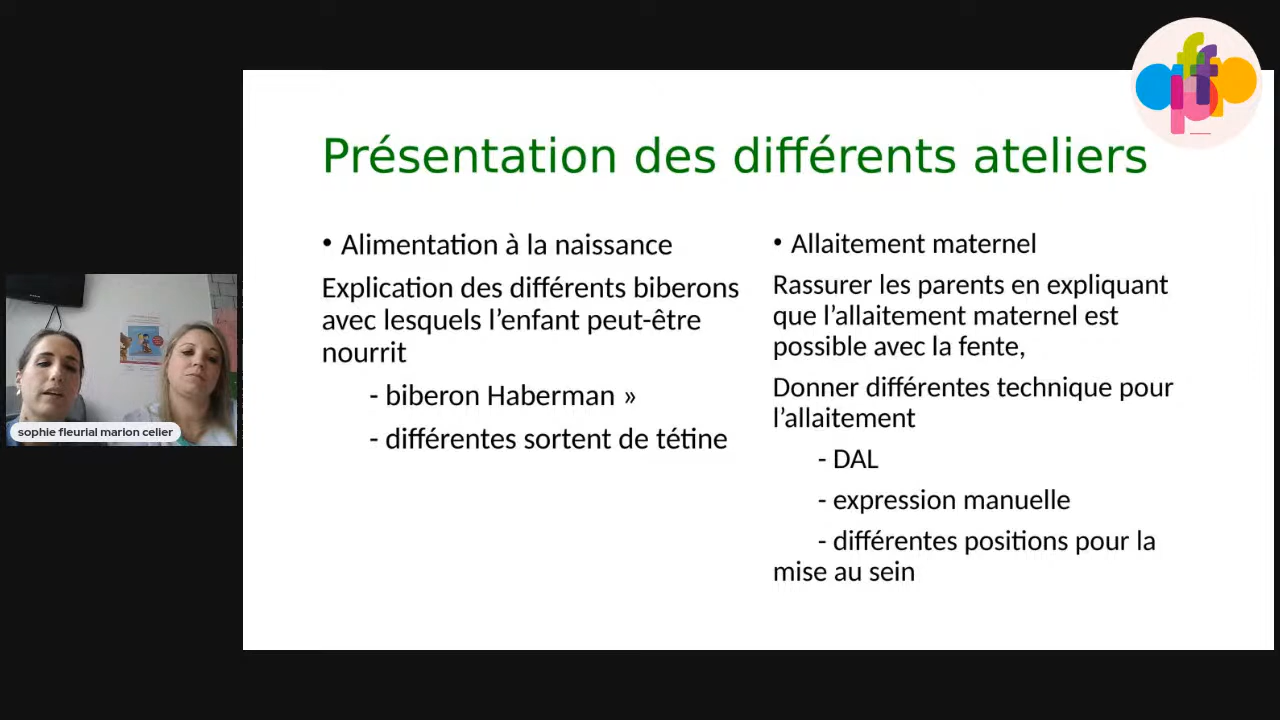 Présentation des différents ateliers
• Alimentation à la naissance
Explication des différents biberons
avec lesquels l’enfant peut-être
nourrit
- biberon Haberman »
- différentes sortent de tétine
• Allaitement maternel
Rassurer les parents en expliquant
que l’allaitement maternel est
possible avec la fente,
Donner différentes technique pour
l’allaitement
- DAL
- expression manuelle
- différentes positions pour la
mise au sein
sophie fleurial marion celier